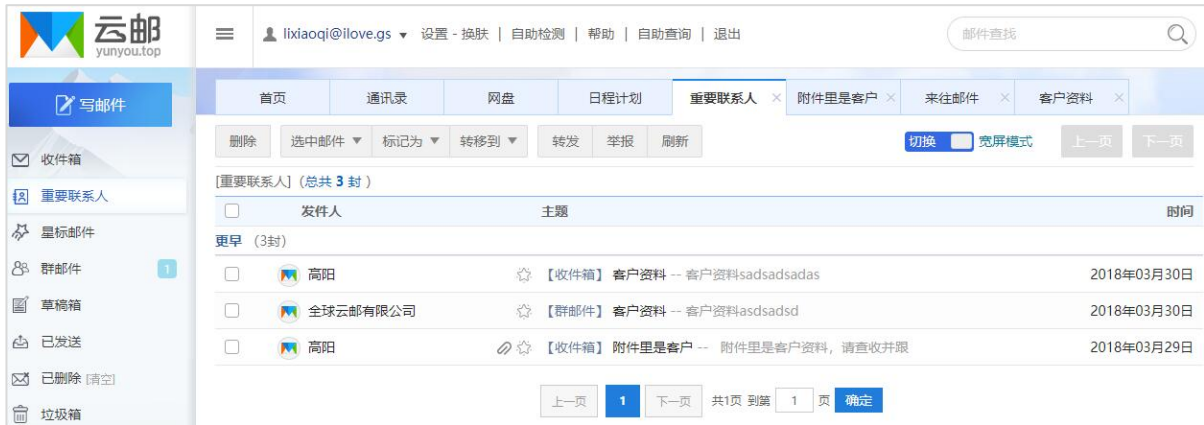 云邮
yunyou.top
lixiaoqi@ilove.gs 设置 - 换肤 | 自助检测 | 帮助 | 自助查询 | 退出
邮件查找
写邮件
收件箱
重要联系人
星标邮件
群邮件 1
草稿箱
已发送
已删除 [清空]
垃圾箱
首页 通讯录 网盘 日程计划 重要联系人 × 附件里是客户 × 来往邮件 × 客户资料 ×
删除 选中邮件 ▼ 标记为 ▼ 转移到 ▼ 转发 举报 刷新 切换 宽屏模式 上一页 下一页
[重要联系人] (总共 3 封 )
发件人 主题 时间
更早 (3封)
高阳 【收件箱】 客户资料 -- 客户资料sadsadsadas 2018年03月30日
全球云邮有限公司 【群邮件】 客户资料 -- 客户资料asdsadsd 2018年03月30日
高阳 【收件箱】 附件里是客户 -- 附件里是客户资料，请查收并跟 2018年03月29日
上一页 1 下一页 共1页 到第 1 页 确定